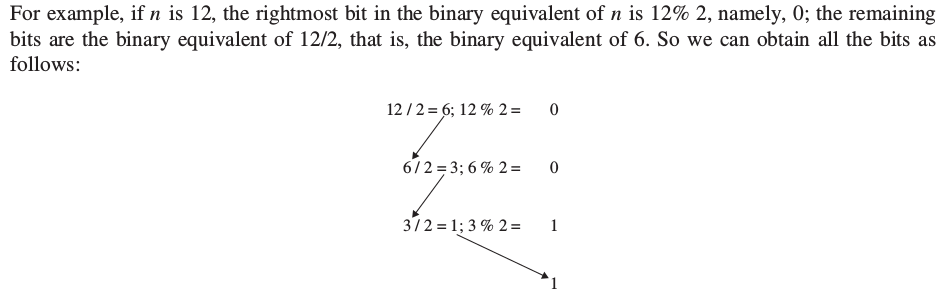 For example, if n is 12, the rightmost bit in the binary equivalent of n is 12% 2, namely, 0; the remaining
bits are the binary equivalent of 12/2, that is, the binary equivalent of 6. So we can obtain all the bits as
follows:
12 / 2 = 6; 12 % 2 = 0
6 / 2 = 3; 6 % 2 = 0
3 / 2 = 1; 3 % 2 = 1
1